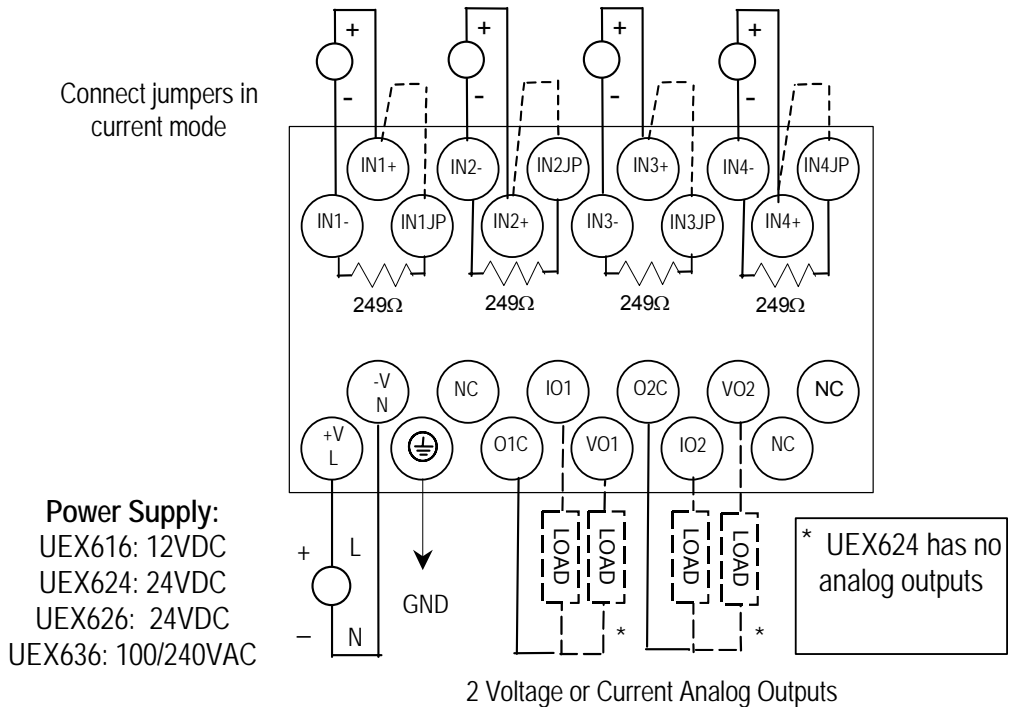 + + + +
- - - -
Connect jumpers in
current mode
IN1+ IN2- IN2JP IN3+ IN4- IN4JP
IN1- IN1JP IN2+ IN3- IN3JP IN4+
249Ω 249Ω 249Ω 249Ω
-V
N
NC IO1 O2C VO2 NC
+V
L
O1C VO1 IO2 NC
Power Supply:
UEX616: 12VDC
UEX624: 24VDC
UEX626: 24VDC
UEX636: 100/240VAC
+ L
– N
GND
LOAD LOAD LOAD LOAD
* *
* UEX624 has no
analog outputs
2 Voltage or Current Analog Outputs